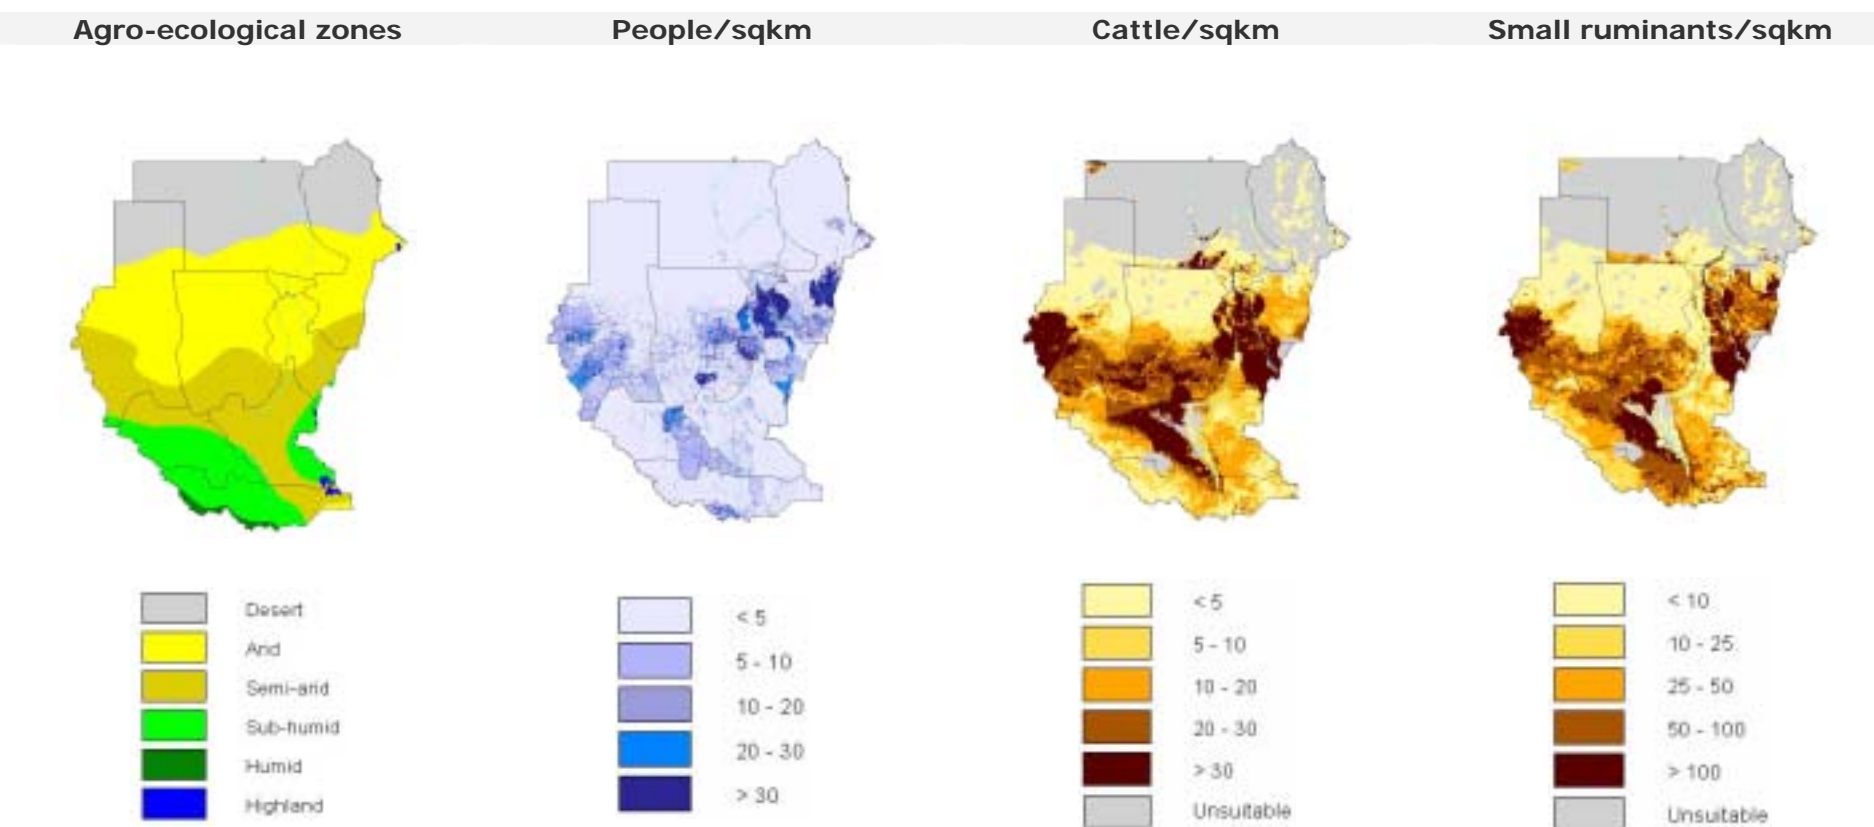 Agro-ecological zones
People/sqkm
Cattle/sqkm
Small ruminants/sqkm
Desert
Arid
Semi-arid
Sub-humid
Humid
Highland
< 5
5 - 10
10 - 20
20 - 30
> 30
< 5
5 - 10
10 - 20
20 - 30
> 30
Unsuitable
< 10
10 - 25
25 - 50
50 - 100
> 100
Unsuitable